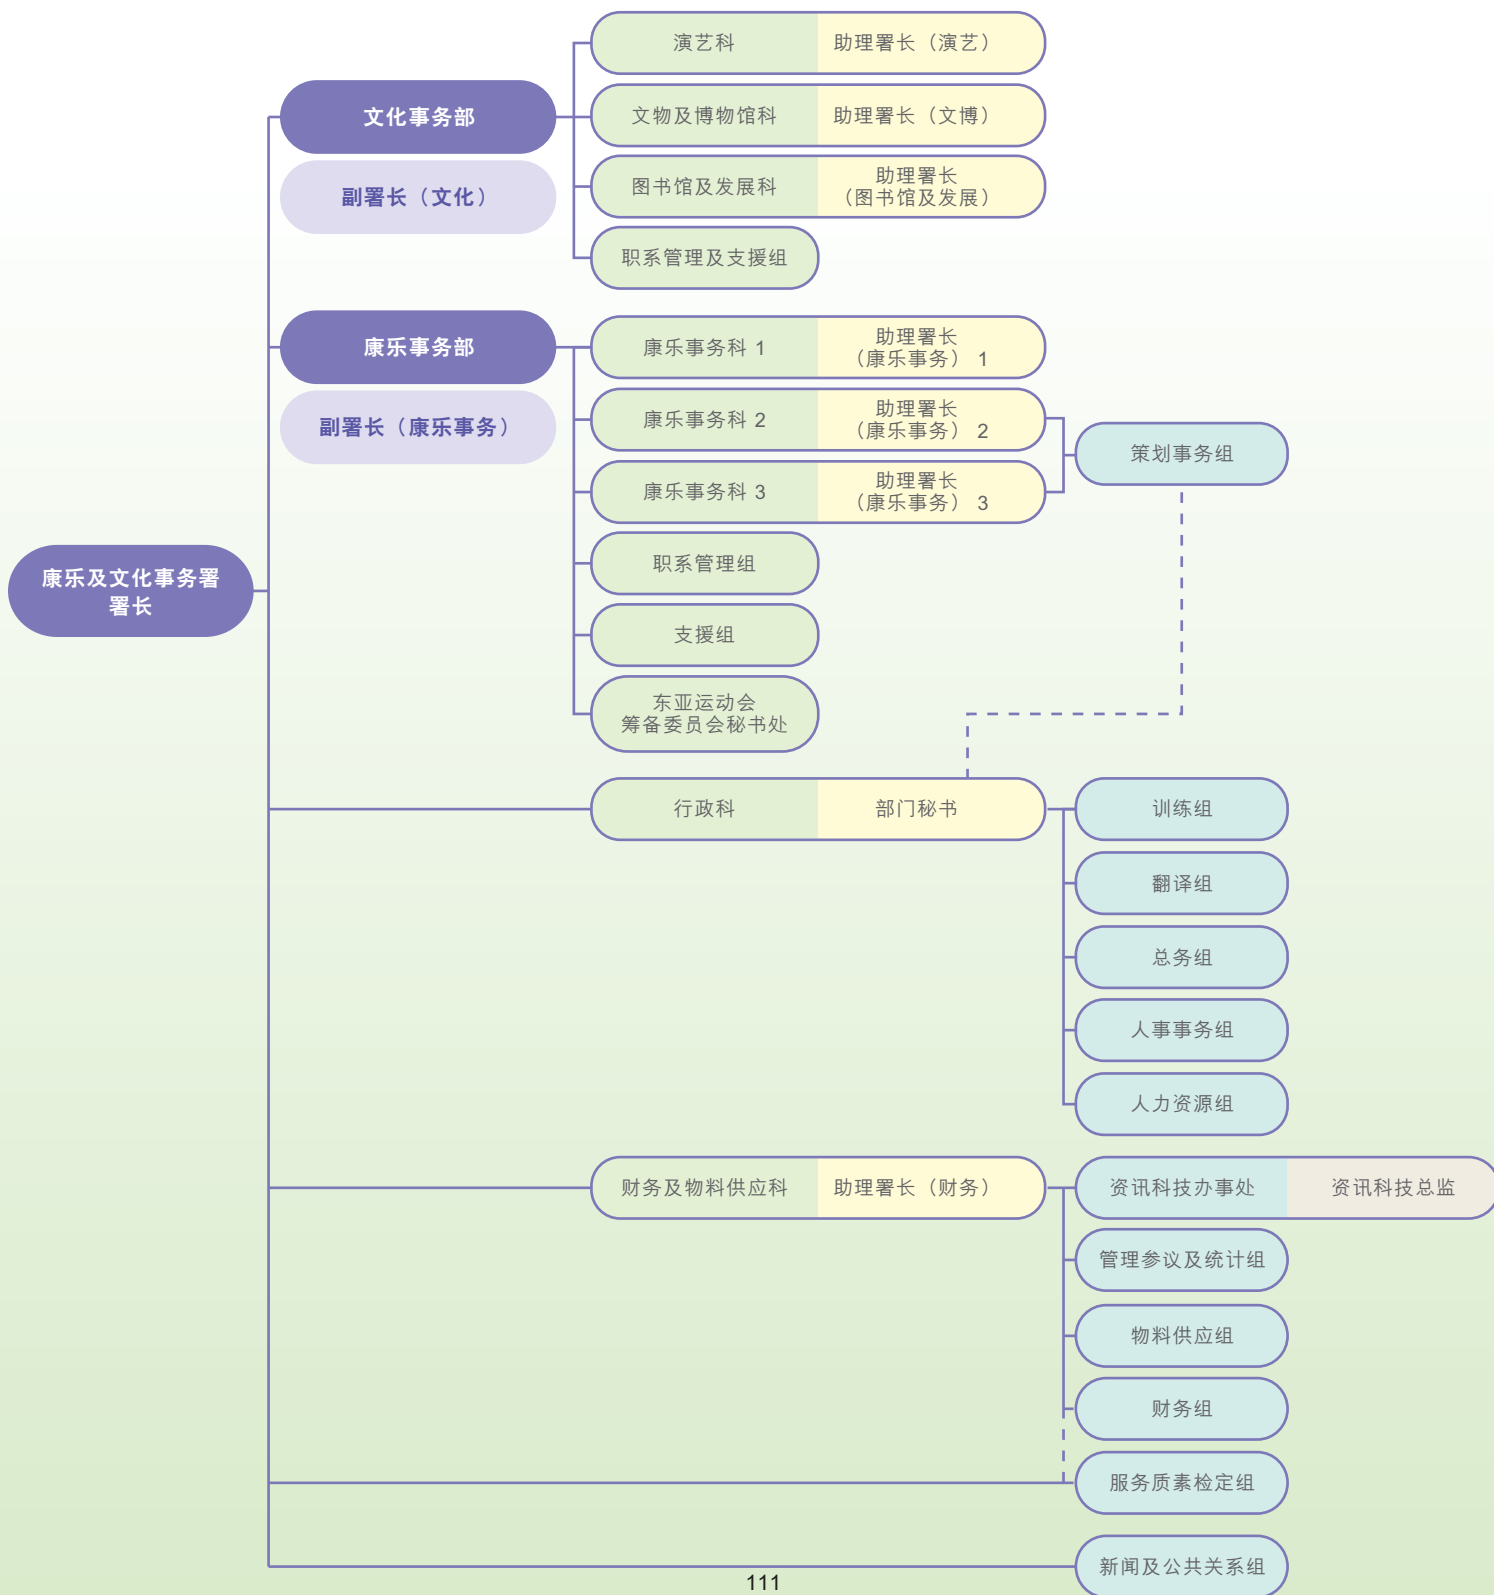 演艺科
助理署长（演艺）
文化事务部
副署长（文化）
文物及博物馆科
助理署长（文博）
图书馆及发展科
助理署长
（图书馆及发展）
职系管理及支援组
康乐事务部
副署长（康乐事务）
康乐事务科 1
助理署长
（康乐事务） 1
康乐事务科 2
助理署长
（康乐事务） 2
康乐事务科 3
助理署长
（康乐事务） 3
策划事务组
职系管理组
支援组
东亚运动会
筹备委员会秘书处
康乐及文化事务署
署长
行政科
部门秘书
训练组
翻译组
总务组
人事事务组
人力资源组
财务及物料供应科
助理署长（财务）
资讯科技办事处
资讯科技总监
管理参议及统计组
物料供应组
财务组
服务质素检定组
新闻及公共关系组
111